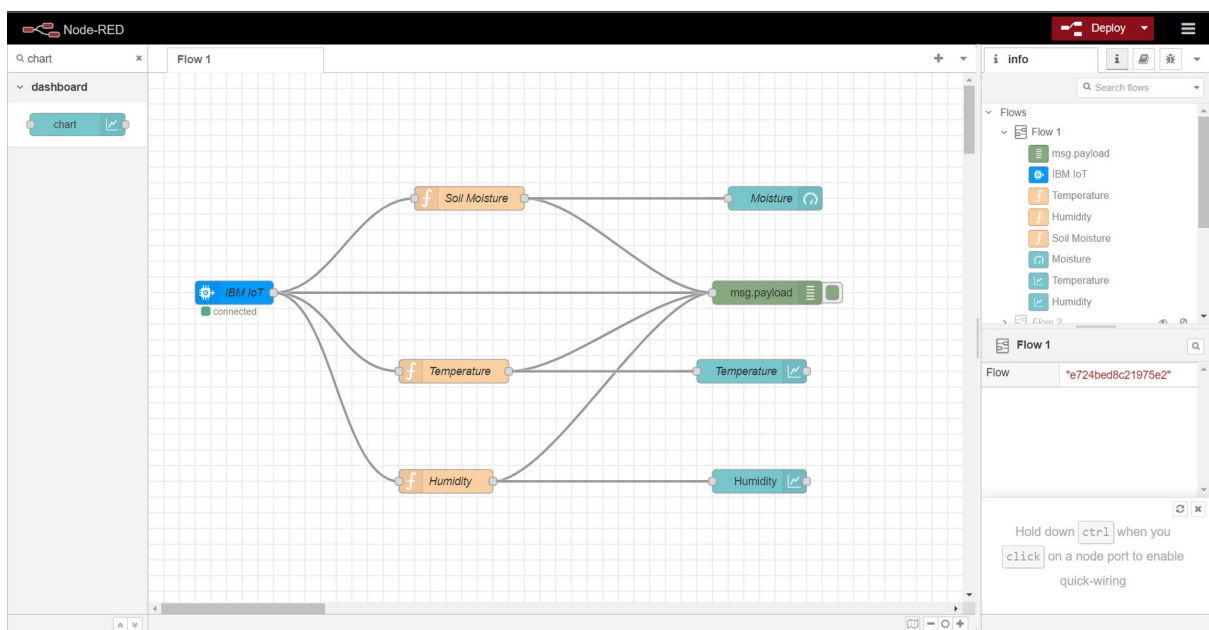 Node-RED
Deploy
chart
Flow 1
info
dashboard
chart
Search flows
Flows
Flow 1
msg.payload
IBM IoT
Temperature
Humidity
Soil Moisture
Moisture
Temperature
Humidity
Flow 2
Soil Moisture
Moisture
IBM IoT
connected
msg.payload
Temperature
Temperature
Humidity
Humidity
Flow 1
Flow "e724bed8c21975e2"
Hold down ctrl when you
click on a node port to enable
quick-wiring